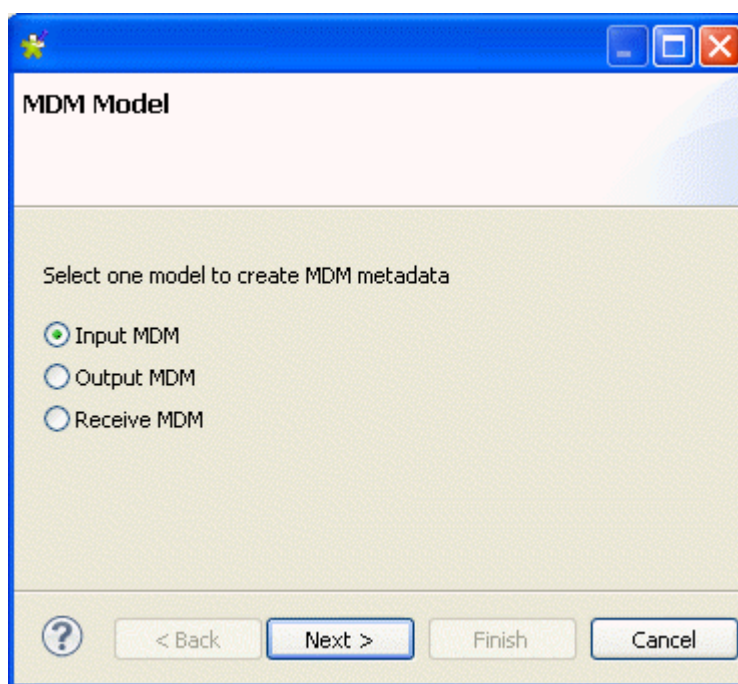 MDM Model
Select one model to create MDM metadata
Input MDM
Output MDM
Receive MDM
?
< Back
Next >
Finish
Cancel